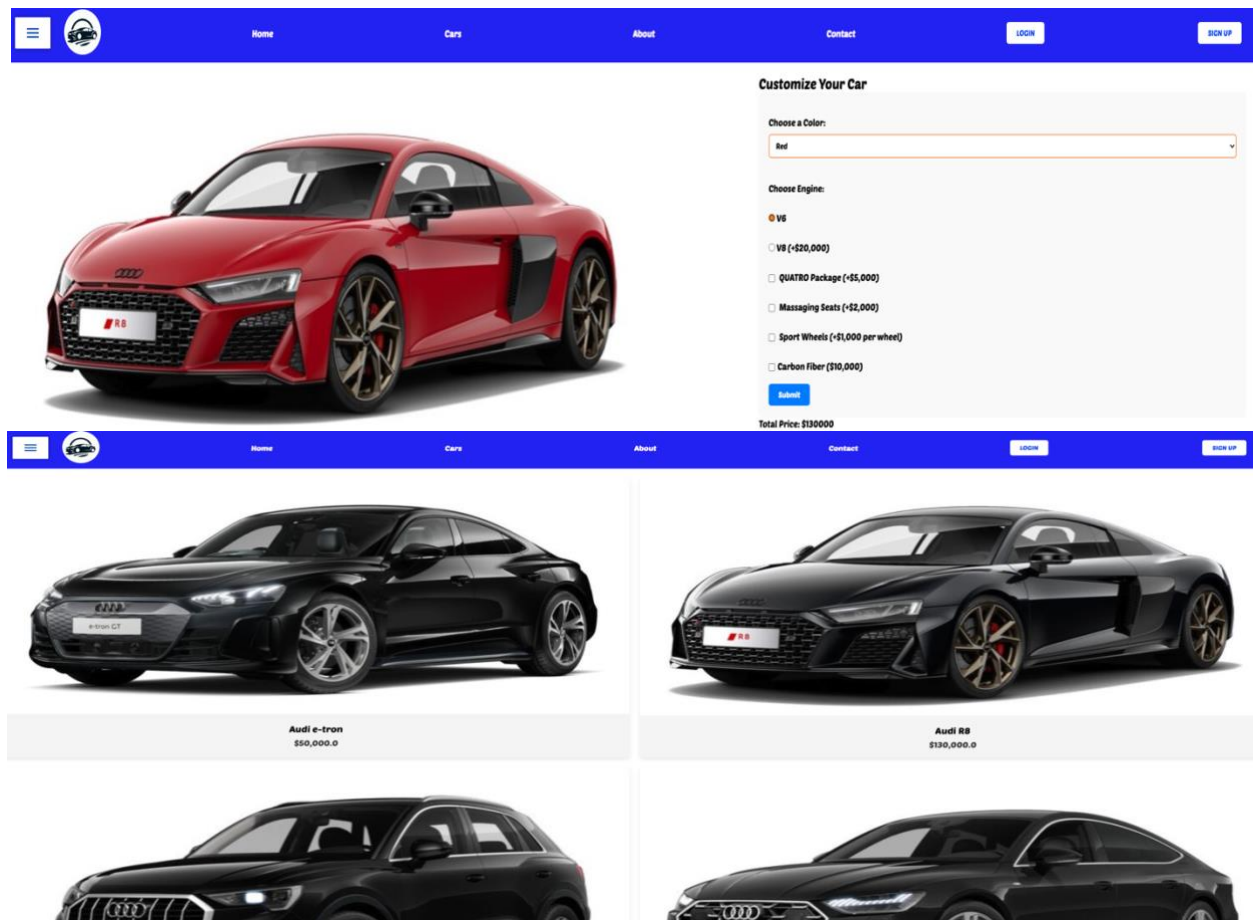 Home Cars About Contact LOGIN SIGN UP
Customize Your Car
Choose a Color:
Red
Choose Engine:
V6
V8 (+$20,000)
QUATRO Package (+$5,000)
Massaging Seats (+$2,000)
Sport Wheels (+$1,000 per wheel)
Carbon Fiber ($10,000)
Submit
Total Price: $130000
R8
Home Cars About Contact LOGIN SIGN UP
e-tron GT
R8
Audi e-tron
$50,000.0
Audi R8
$130,000.0